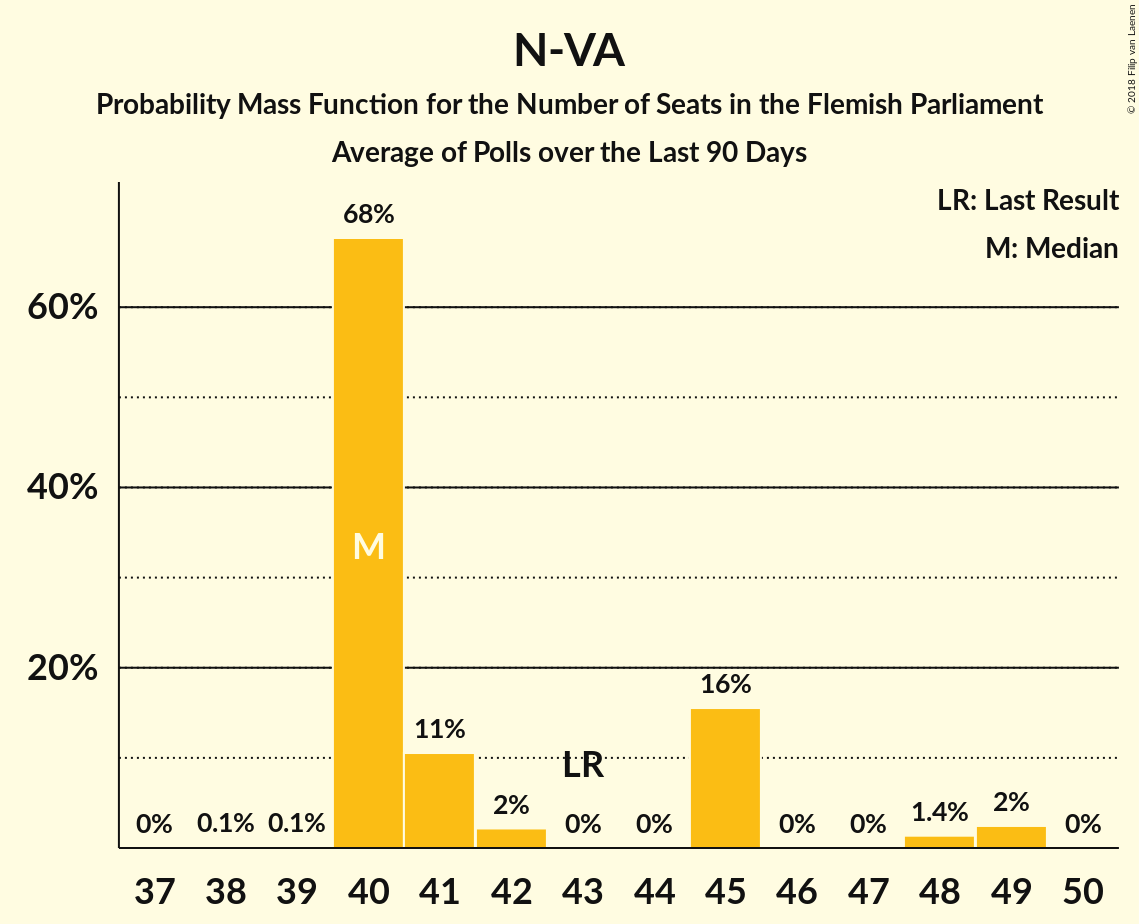 N-VA
Probability Mass Function for the Number of Seats in the Flemish Parliament
Average of Polls over the Last 90 Days
© 2018 Filip van Laenen
LR: Last Result
M: Median
60%
40%
20%
0%
0.1%
0.1%
68%
M
11%
2%
LR
0%
0%
16%
0%
0%
1.4%
2%
0%
37 38 39 40 41 42 43 44 45 46 47 48 49 50